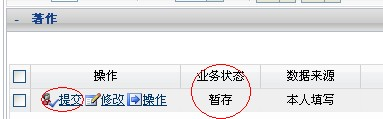 - 著作
操作 业务状态 数据来源
提交 修改 操作 暂存 本人填写